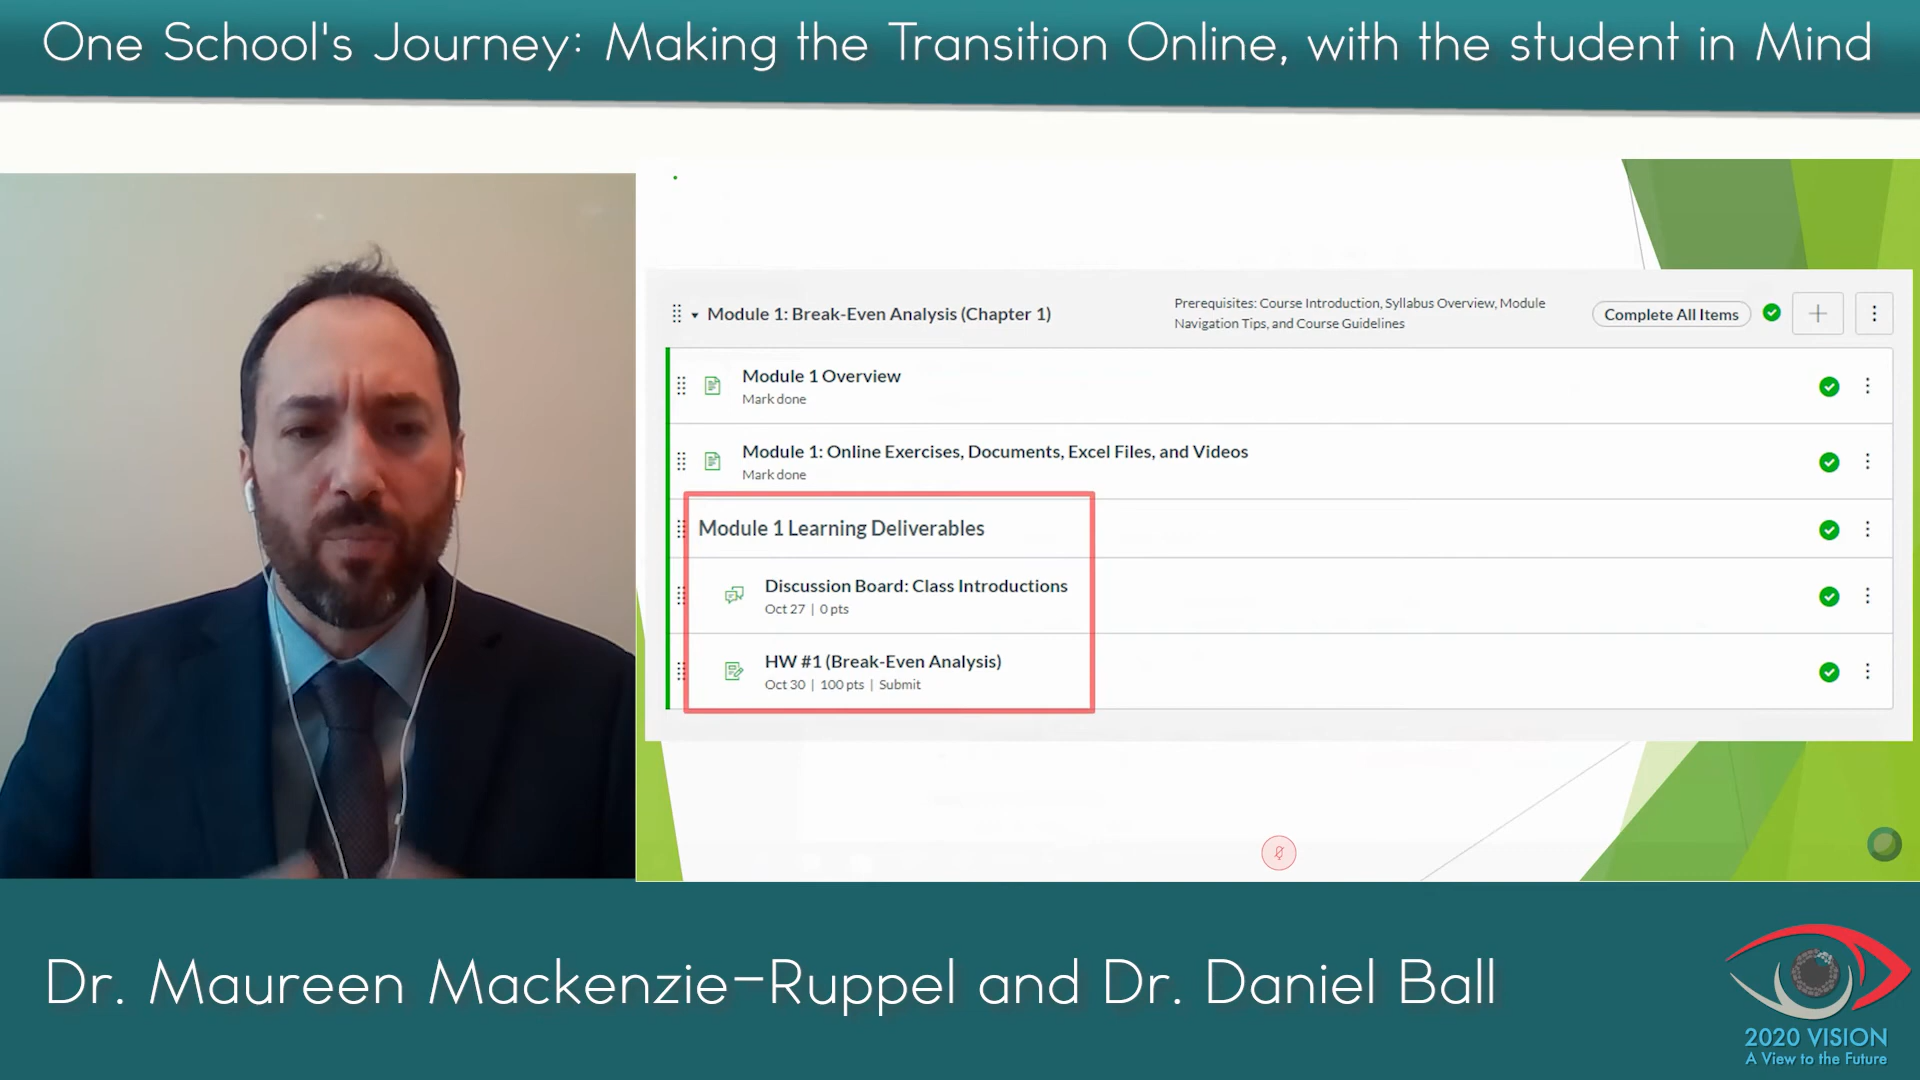 One School's Journey: Making the Transition Online, with the student in Mind
Module 1: Break-Even Analysis (Chapter 1)
Prerequisites: Course Introduction, Syllabus Overview, Module
Navigation Tips, and Course Guidelines
Complete All Items
Module 1 Overview
Mark done
Module 1: Online Exercises, Documents, Excel Files, and Videos
Mark done
Module 1 Learning Deliverables
Discussion Board: Class Introductions
Oct 27 | 0 pts
HW #1 (Break-Even Analysis)
Oct 30 | 100 pts | Submit
Dr. Maureen Mackenzie-Ruppel and Dr. Daniel Ball
2020 VISION
A View to the Future